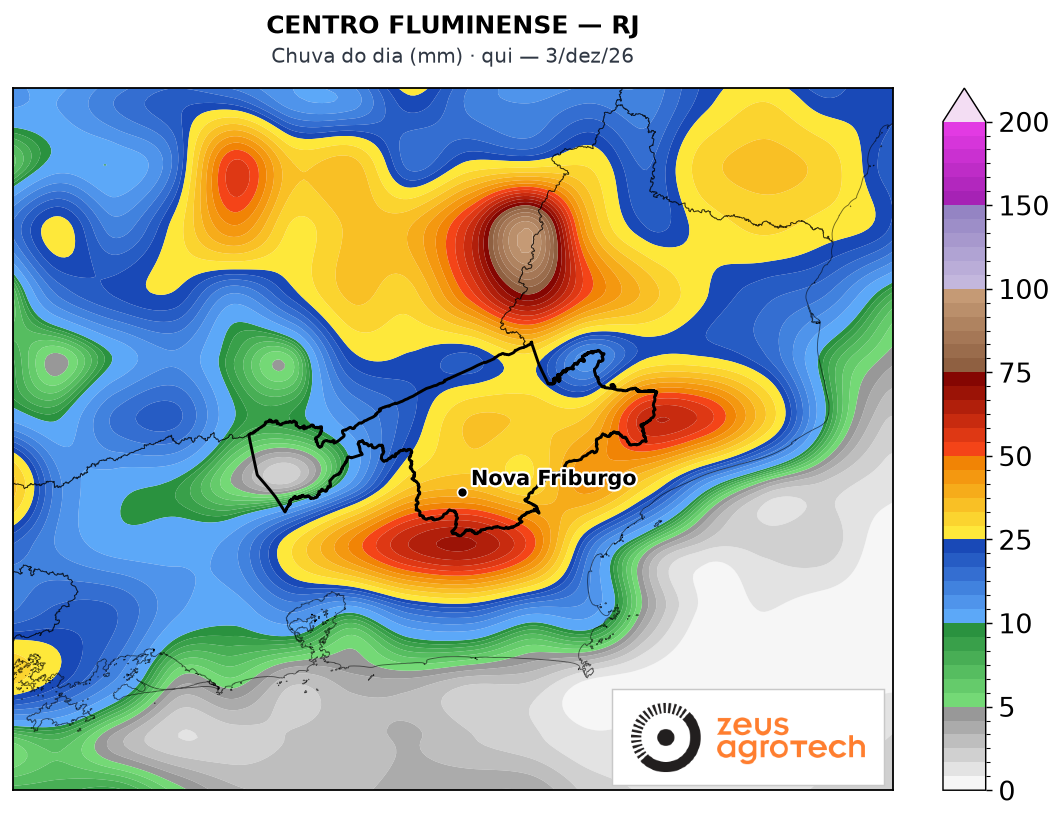 CENTRO FLUMINENSE — RJ
Chuva do dia (mm) · qui — 3/dez/26
200
150
100
75
50
25
10
5
0
Nova Friburgo
zeus
agrotech